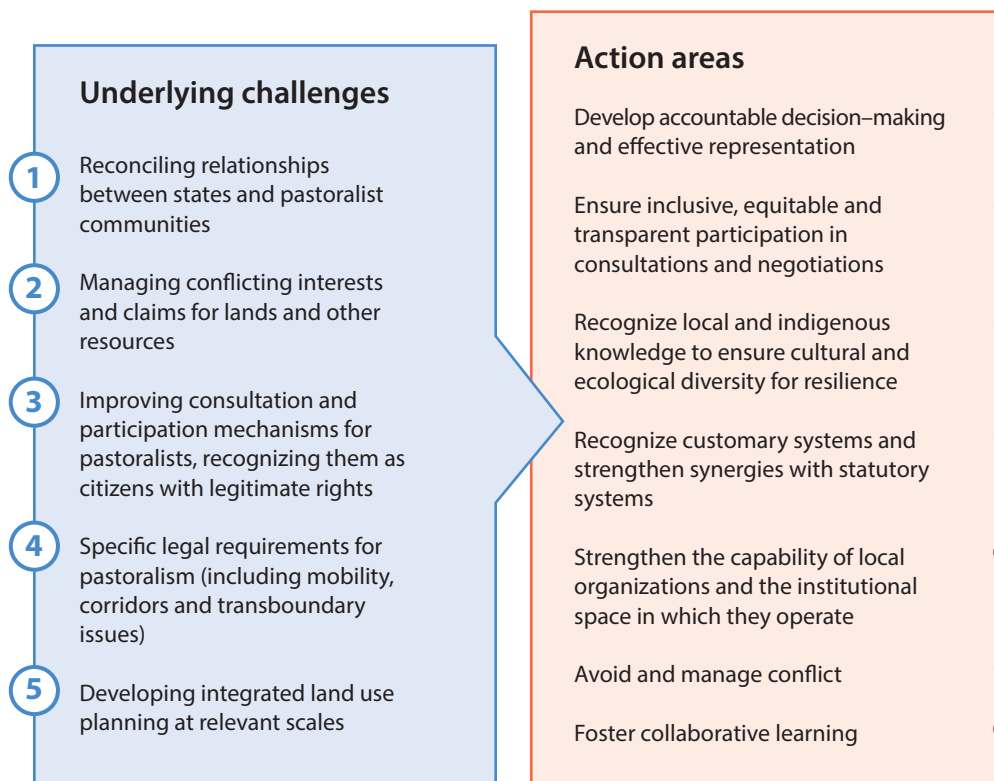 Underlying challenges
1
Reconciling relationships
between states and pastoralist
communities
2
Managing conflicting interests
and claims for lands and other
resources
3
Improving consultation and
participation mechanisms for
pastoralists, recognizing them as
citizens with legitimate rights
4
Specific legal requirements for
pastoralism (including mobility,
corridors and transboundary
issues)
5
Developing integrated land use
planning at relevant scales
Action areas
Develop accountable decision–making
and effective representation
Ensure inclusive, equitable and
transparent participation in
consultations and negotiations
Recognize local and indigenous
knowledge to ensure cultural and
ecological diversity for resilience
Recognize customary systems and
strengthen synergies with statutory
systems
Strengthen the capability of local
organizations and the institutional
space in which they operate
Avoid and manage conflict
Foster collaborative learning